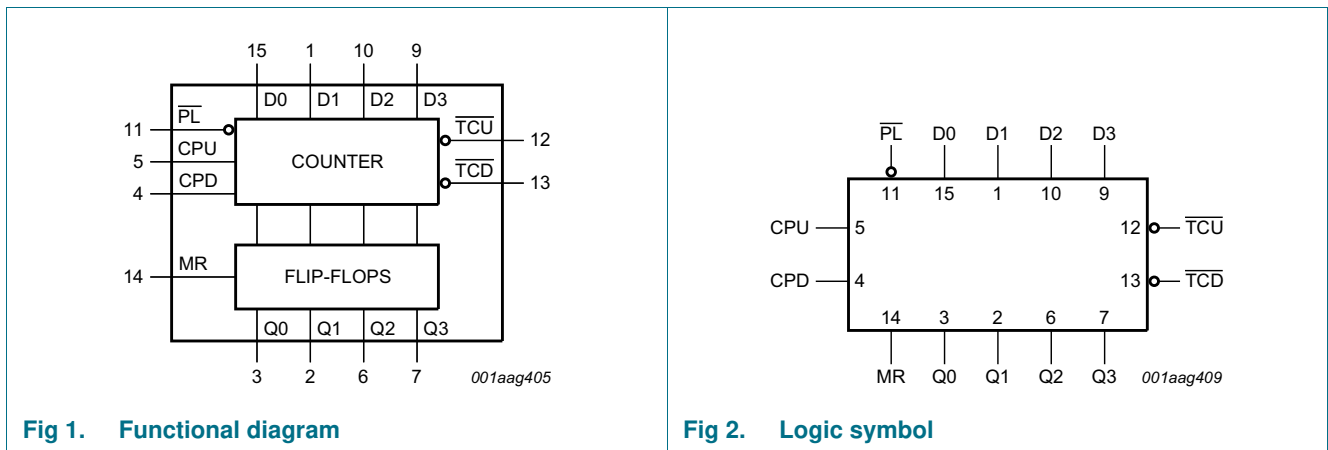 15 1 10 9
D0 D1 D2 D3
11 PL TCU 12
5 CPU COUNTER
4 CPD TCD 13
14 MR FLIP-FLOPS
Q0 Q1 Q2 Q3
3 2 6 7 001aag405
Fig 1. Functional diagram
PL D0 D1 D2 D3
11 15 1 10 9
CPU 5 12 TCU
CPD 4 13 TCD
14 3 2 6 7
MR Q0 Q1 Q2 Q3 001aag409
Fig 2. Logic symbol